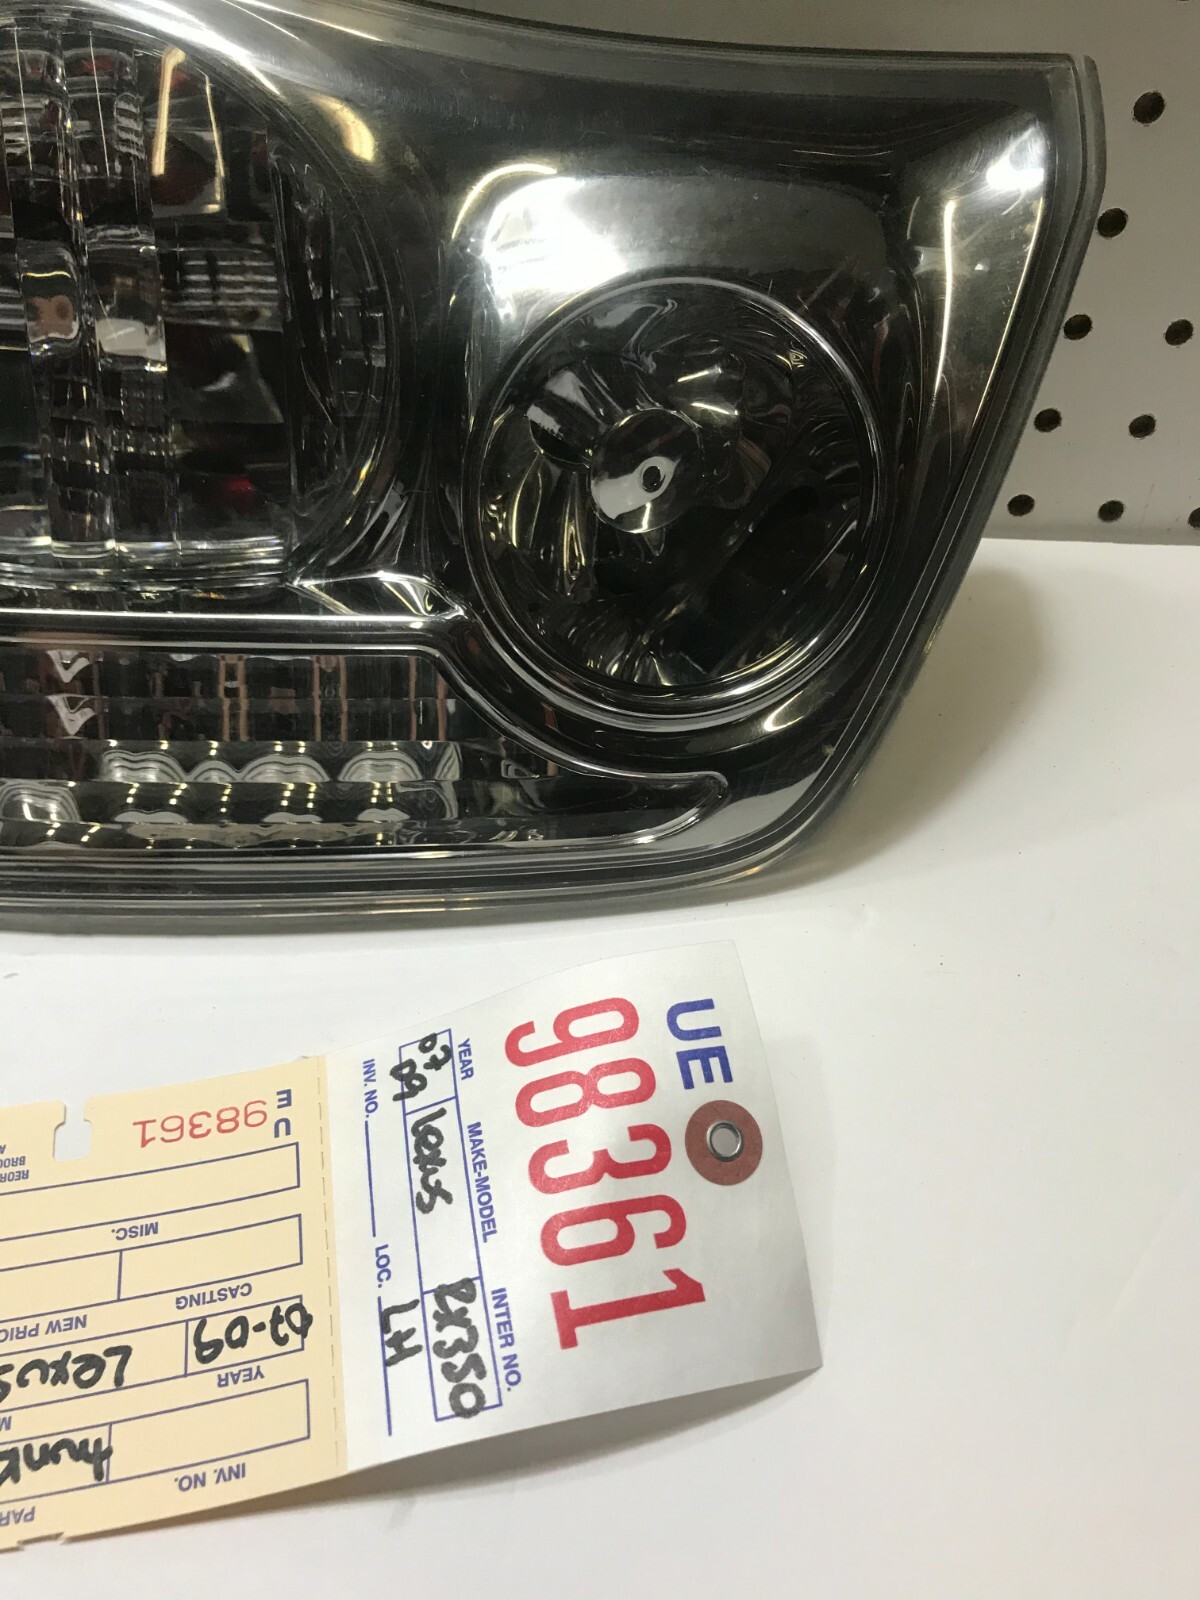 UE
98361
YEAR MAKE-MODEL INTER NO.
07 09 Lexus RX350
INV. NO. LOC. LH
UE
98361
MISC.
CASTING NEW
07-09 Lexus
YEAR
INV. NO.